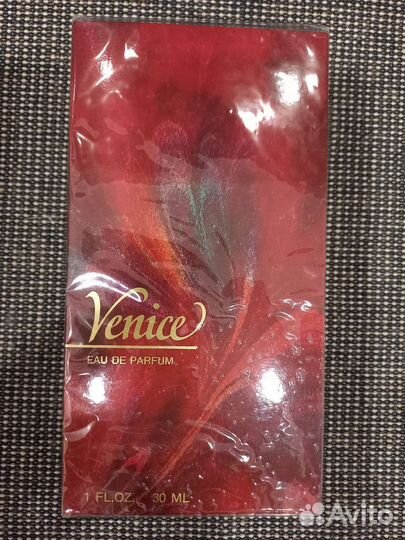 Venice
EAU DE PARFUM
1 FL.OZ. 30 ML
Avito